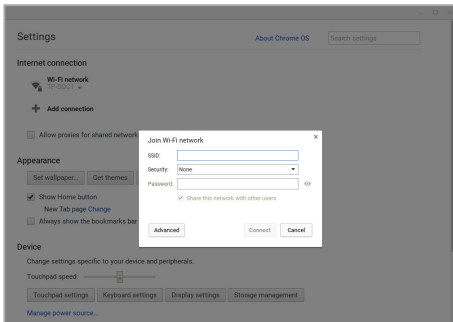 Settings
About Chrome OS
Search settings
Internet connection
Wi-Fi network
TP-DOCT
Add connection
Allow proxies for shared network
Join Wi-Fi network
SSID:
Security: None
Password:
Share this network with other users
Advanced Connect Cancel
Appearance
Set wallpaper... Get themes
Show Home button
New Tab page Change
Always show the bookmarks bar
Device
Change settings specific to your device and peripherals.
Touchpad speed:
Touchpad settings Keyboard settings Display settings Storage management
Manage power source...